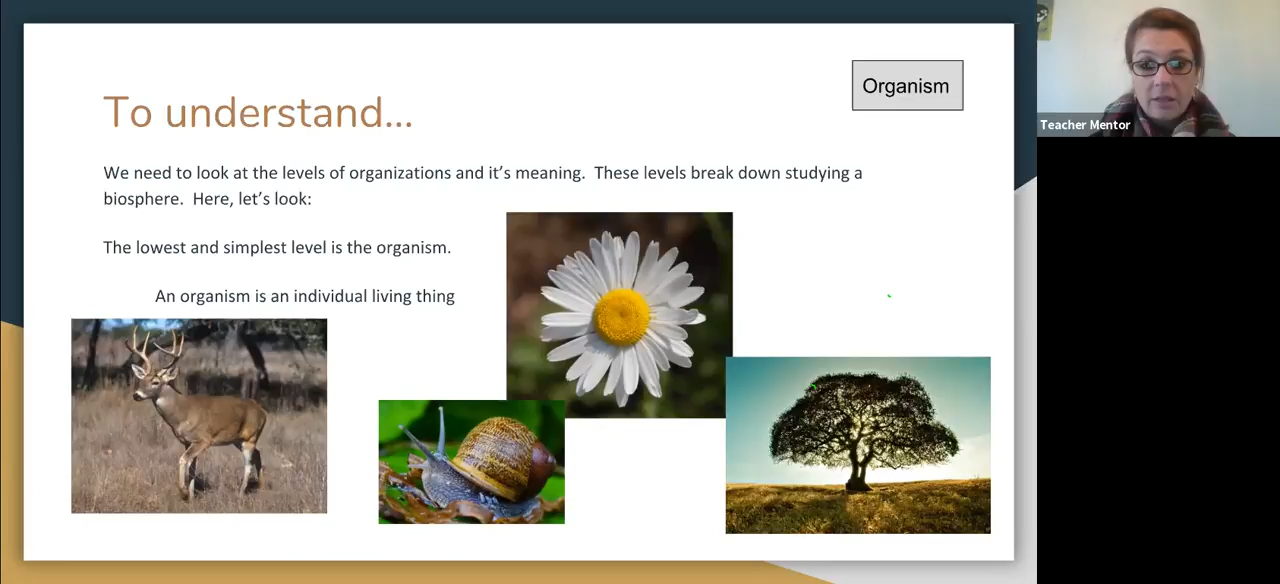 Organism
To understand...
We need to look at the levels of organizations and it's meaning.  These levels break down studying a
biosphere.  Here, let's look:
The lowest and simplest level is the organism.
An organism is an individual living thing
Teacher Mentor